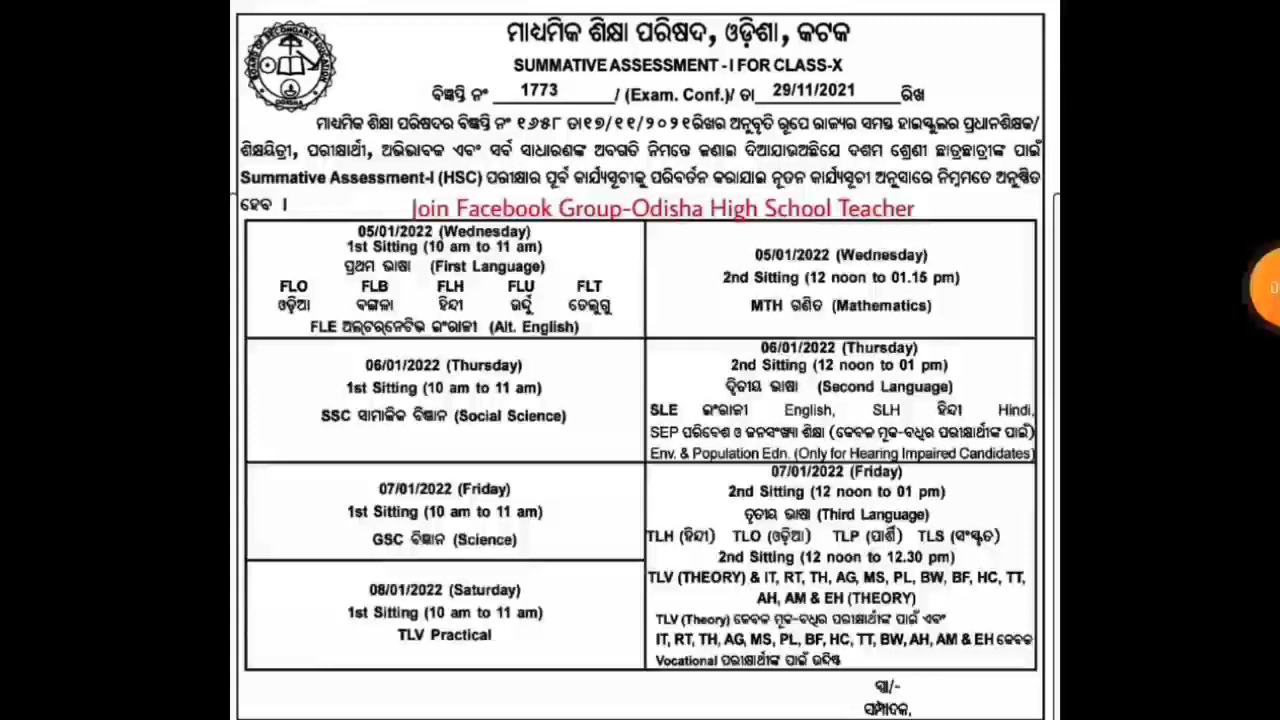 BOARD OF SECONDARY EDUCATION
ODISHA
ମାଧ୍ୟମିକ ଶିକ୍ଷା ପରିଷଦ, ଓଡ଼ିଶା, କଟକ
SUMMATIVE ASSESSMENT -I FOR CLASS-X
ବିଜ୍ଞପ୍ତି ନଂ 1773 / (Exam. Conf.)/ ତା 29/11/2021 ରିଖ
ମାଧ୍ୟମିକ ଶିକ୍ଷା ପରିଷଦର ବିଜ୍ଞପ୍ତି ନଂ ୧୬୫୮ ତା୧୭/୧୧/୨୦୨୧ରିଖର ଅନୁବୃତି ରୂପେ ରାଜ୍ୟର ସମସ୍ତ ହାଇସ୍କୁଲର ପ୍ରଧାନଶିକ୍ଷକ/
ଶିକ୍ଷୟିତ୍ରୀ, ପରୀକ୍ଷାର୍ଥୀ, ଅଭିଭାବକ ଏବଂ ସର୍ବ ସାଧାରଣଙ୍କ ଅବଗତି ନିମନ୍ତେ ଜଣାଇ ଦିଆଯାଉଅଛିଯେ ଦଶମ ଶ୍ରେଣୀ ଛାତ୍ରଛାତ୍ରୀଙ୍କ ପାଇଁ
Summative Assessment-I (HSC) ପରୀକ୍ଷାର ପୂର୍ବ କାର୍ଯ୍ୟସୂଚୀକୁ ପରିବର୍ତନ କରାଯାଇ ନୂତନ କାର୍ଯ୍ୟସୂଚୀ ଅନୁସାରେ ନିମ୍ନମତେ ଅନୁଷ୍ଠିତ
ହେବ ।
Join Facebook Group-Odisha High School Teacher
05/01/2022 (Wednesday)
1st Sitting (10 am to 11 am)
ପ୍ରଥମ ଭାଷା (First Language)
FLO FLB FLH FLU FLT
ଓଡ଼ିଆ ବଙ୍ଗଳା ହିନ୍ଦୀ ଉର୍ଦ୍ଦୁ ତେଲୁଗୁ
FLE ଅଲ୍ଟରନେଟିଭ ଇଂରାଜୀ (Alt. English)
05/01/2022 (Wednesday)
2nd Sitting (12 noon to 01.15 pm)
MTH ଗଣିତ (Mathematics)
06/01/2022 (Thursday)
1st Sitting (10 am to 11 am)
SSC ସାମାଜିକ ବିଜ୍ଞାନ (Social Science)
06/01/2022 (Thursday)
2nd Sitting (12 noon to 01 pm)
ଦ୍ୱିତୀୟ ଭାଷା (Second Language)
SLE ଇଂରାଜୀ English, SLH ହିନ୍ଦୀ Hindi,
SEP ପରିବେଶ ଓ ଜନସଂଖ୍ୟା ଶିକ୍ଷା (କେବଳ ମୂକ-ବଧିର ପରୀକ୍ଷାର୍ଥୀଙ୍କ ପାଇଁ)
Env. & Population Edn. (Only for Hearing Impaired Candidates)
07/01/2022 (Friday)
1st Sitting (10 am to 11 am)
GSC ବିଜ୍ଞାନ (Science)
07/01/2022 (Friday)
2nd Sitting (12 noon to 01 pm)
ତୃତୀୟ ଭାଷା (Third Language)
TLH (ହିନ୍ଦୀ) TLO (ଓଡ଼ିଆ) TLP (ପାର୍ଶି) TLS (ସଂସ୍କୃତ)
2nd Sitting (12 noon to 12.30 pm)
TLV (THEORY) & IT, RT, TH, AG, MS, PL, BW, BF, HC, TT,
AH, AM & EH (THEORY)
TLV (Theory) କେବଳ ମୂକ-ବଧିର ପରୀକ୍ଷାର୍ଥୀଙ୍କ ପାଇଁ ଏବଂ
IT, RT, TH, AG, MS, PL, BF, HC, TT, BW, AH, AM & EH କେବଳ
Vocational ପରୀକ୍ଷାର୍ଥୀଙ୍କ ପାଇଁ ଉଦ୍ଦିଷ୍ଟ
08/01/2022 (Saturday)
1st Sitting (10 am to 11 am)
TLV Practical
ସ୍ୱା/-
ସମ୍ପାଦକ,